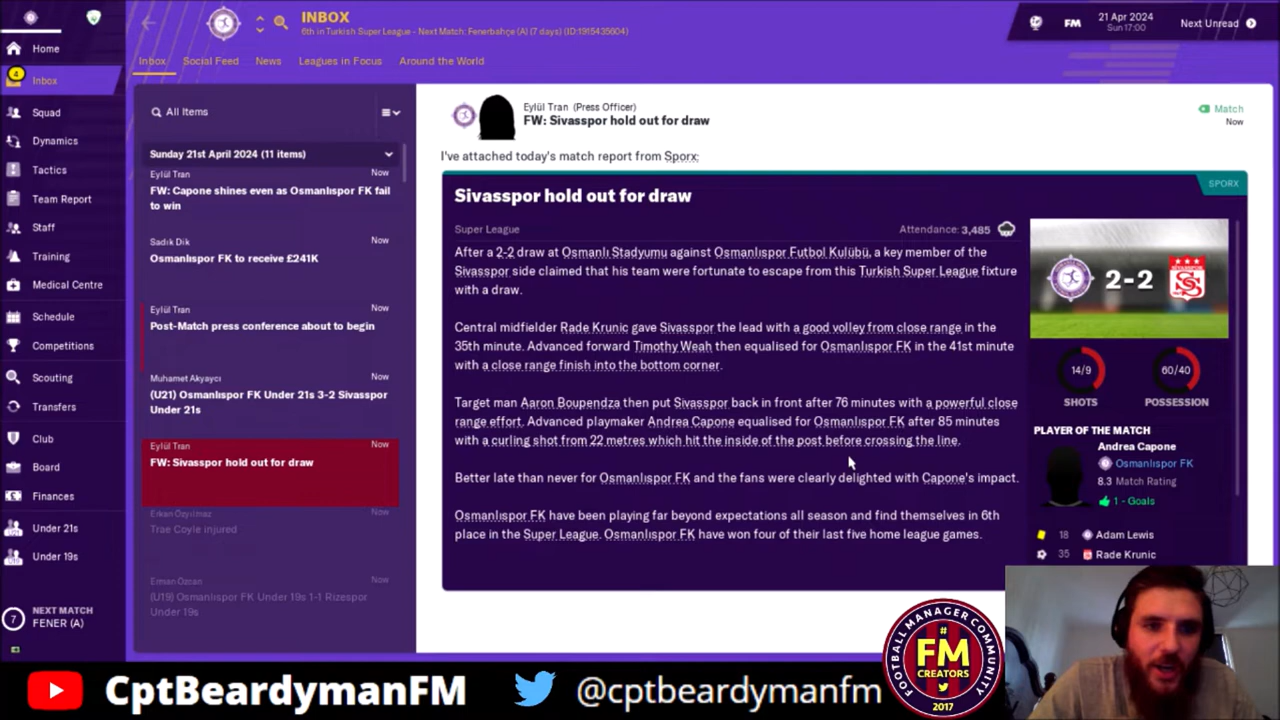 INBOX
6th in Turkish Super League - Next Match: Fenerbahçe (A) (7 days) (ID:1915435604)
FM
21 Apr 2024
Sun 17:00
Next Unread
Inbox
Social Feed
News
Leagues in Focus
Around the World
Home
4
Inbox
Squad
Dynamics
Tactics
Team Report
Staff
Training
Medical Centre
Schedule
Competitions
Scouting
Transfers
Club
Board
Finances
Under 21s
Under 19s
7
NEXT MATCH
FENER (A)
All Items
Sunday 21st April 2024 (11 items)
Eylül Tran Now
FW: Capone shines even as Osmanlıspor FK fail
to win
Sadık Dik Now
Osmanlıspor FK to receive £241K
Eylül Tran Now
Post-Match press conference about to begin
Muhamet Akyaycı Now
(U21) Osmanlıspor FK Under 21s 3-2 Sivasspor
Under 21s
Eylül Tran Now
FW: Sivasspor hold out for draw
Erkan Özyılmaz Now
Trae Coyle injured
Erman Özcan Now
(U19) Osmanlıspor FK Under 19s 1-1 Rizespor
Under 19s
Eylül Tran (Press Officer)
FW: Sivasspor hold out for draw
Match
Now
I've attached today's match report from Sporx:
SPORX
Sivasspor hold out for draw
Super League
Attendance: 3,485
After a 2-2 draw at Osmanlı Stadyumu against Osmanlıspor Futbol Kulübü, a key member of the
Sivasspor side claimed that his team were fortunate to escape from this Turkish Super League fixture
with a draw.
Central midfielder Rade Krunic gave Sivasspor the lead with a good volley from close range in the
35th minute. Advanced forward Timothy Weah then equalised for Osmanlıspor FK in the 41st minute
with a close range finish into the bottom corner.
Target man Aaron Boupendza then put Sivasspor back in front after 76 minutes with a powerful close
range effort. Advanced playmaker Andrea Capone equalised for Osmanlıspor FK after 85 minutes
with a curling shot from 22 metres which hit the inside of the post before crossing the line.
Better late than never for Osmanlıspor FK and the fans were clearly delighted with Capone's impact.
Osmanlıspor FK have been playing far beyond expectations all season and find themselves in 6th
place in the Super League. Osmanlıspor FK have won four of their last five home league games.
2-2
14/9
SHOTS
60/40
POSSESSION
PLAYER OF THE MATCH
Andrea Capone
Osmanlıspor FK
8.3 Match Rating
1 - Goals
18 Adam Lewis
35 Rade Krunic
FOOTBALL MANAGER COMMUNITY
#
FM
CREATORS
2017
CptBeardymanFM
@cptbeardymanfm